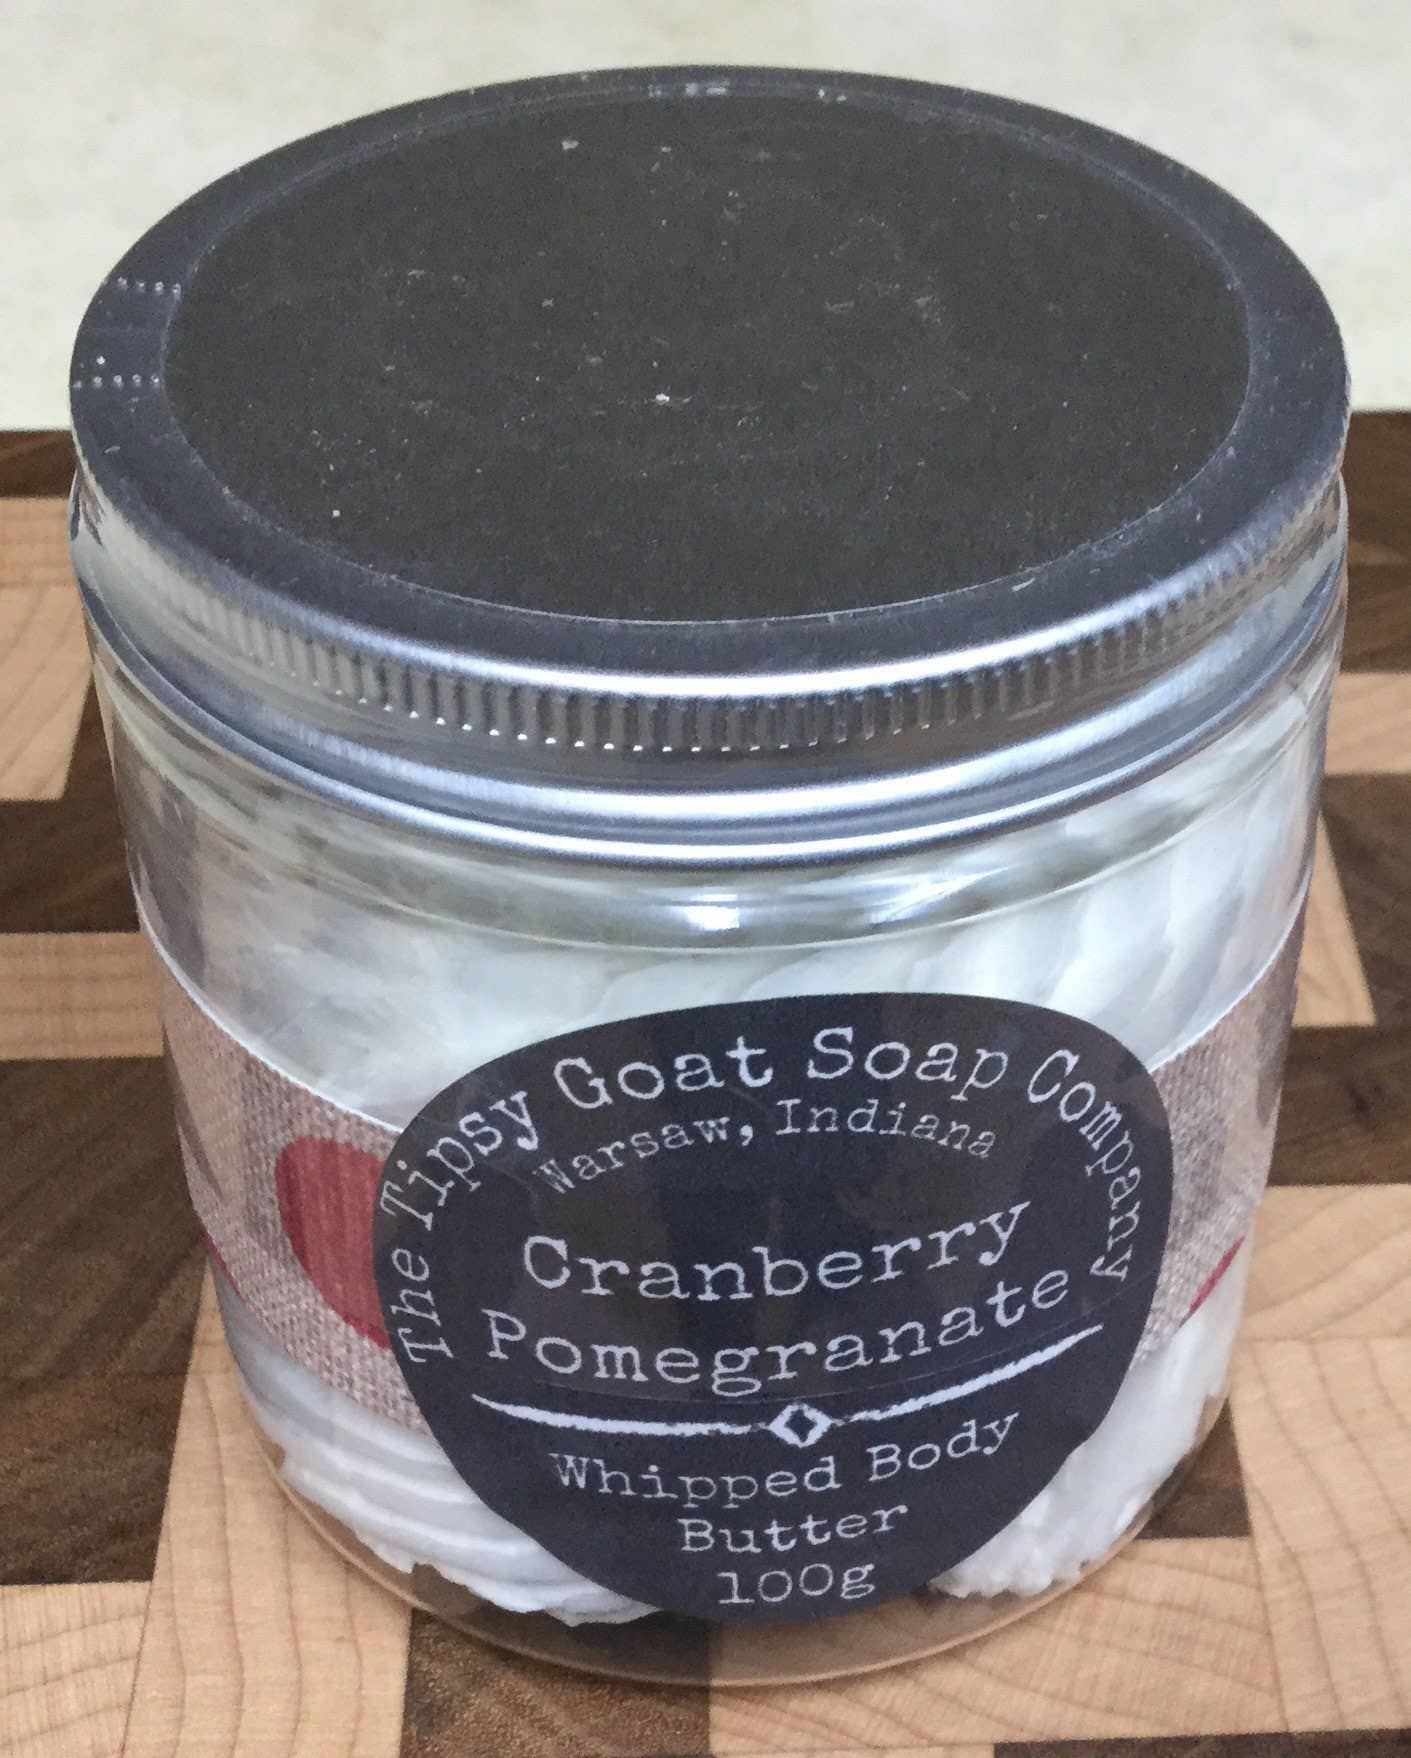 The Tipsy Goat Soap Company
Warsaw, Indiana
Cranberry
Pomegranate
Whipped Body
Butter
100g